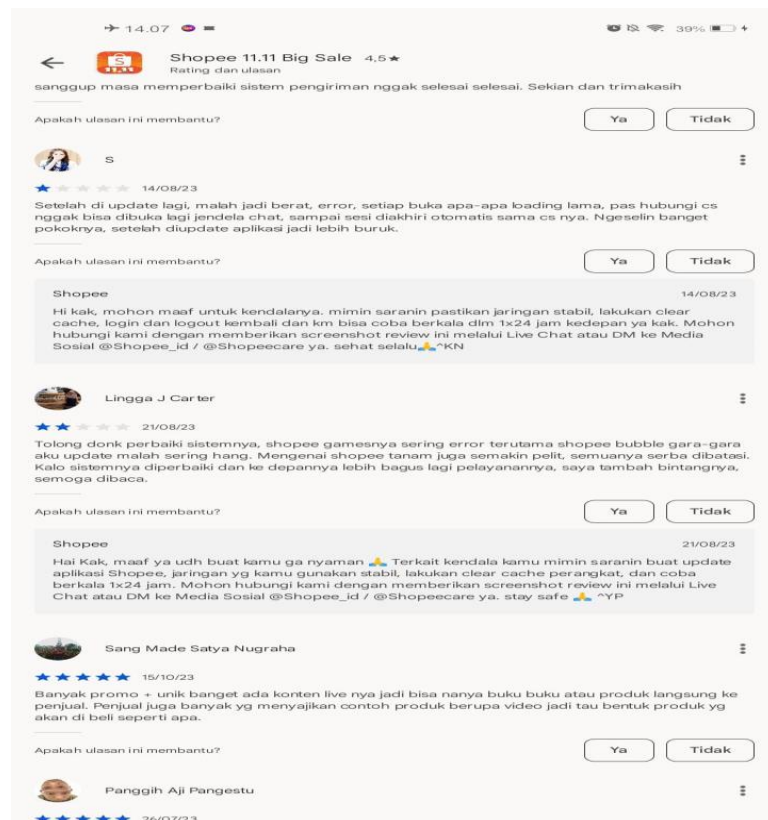 14.07
39%
Shopee 11.11 Big Sale 4,5★
Rating dan ulasan
S
11.11
sanggup masa memperbaiki sistem pengiriman nggak selesai selesai. Sekian dan trimakasih
Apakah ulasan ini membantu?
Ya
Tidak
S
14/08/23
Setelah di update lagi, malah jadi berat, error, setiap buka apa-apa loading lama, pas hubungi cs
nggak bisa dibuka lagi jendela chat, sampai sesi diakhiri otomatis sama cs nya. Ngeselin banget
pokoknya, setelah diupdate aplikasi jadi lebih buruk.
Apakah ulasan ini membantu?
Ya
Tidak
Shopee
14/08/23
Hi kak, mohon maaf untuk kendalanya. mimin saranin pastikan jaringan stabil, lakukan clear
cache, login dan logout kembali dan km bisa coba berkala dlm 1x24 jam kedepan ya kak. Mohon
hubungi kami dengan memberikan screenshot review ini melalui Live Chat atau DM ke Media
Sosial @Shopee_id / @Shopeecare ya. sehat selalu🙏^KN
Lingga J Carter
21/08/23
Tolong donk perbaiki sistemnya, shopee gamesnya sering error terutama shopee bubble gara-gara
aku update malah sering hang. Mengenai shopee tanam juga semakin pelit, semuanya serba dibatasi.
Kalo sistemnya diperbaiki dan ke depannya lebih bagus lagi pelayanannya, saya tambah bintangnya,
semoga dibaca.
Apakah ulasan ini membantu?
Ya
Tidak
Shopee
21/08/23
Hai Kak, maaf ya udh buat kamu ga nyaman 🙏 Terkait kendala kamu mimin saranin buat update
aplikasi Shopee, jaringan yg kamu gunakan stabil, lakukan clear cache perangkat, dan coba
berkala 1x24 jam. Mohon hubungi kami dengan memberikan screenshot review ini melalui Live
Chat atau DM ke Media Sosial @Shopee_id / @Shopeecare ya. stay safe 🙏 ^YP
Sang Made Satya Nugraha
15/10/23
Banyak promo + unik banget ada konten live nya jadi bisa nanya buku buku atau produk langsung ke
penjual. Penjual juga banyak yg menyajikan contoh produk berupa video jadi tau bentuk produk yg
akan di beli seperti apa.
Apakah ulasan ini membantu?
Ya
Tidak
Panggih Aji Pangestu
26/07/23